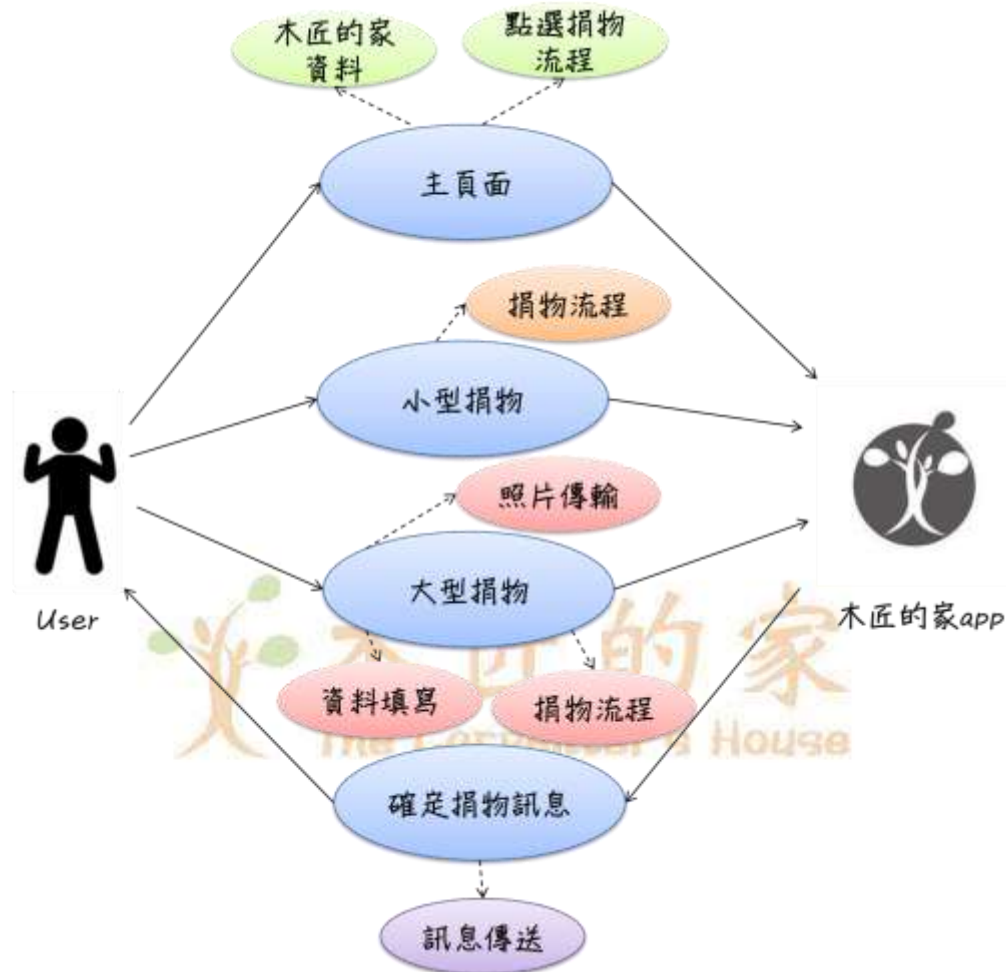 木匠的家
資料
點選捐物
流程
主頁面
捐物流程
小型捐物
照片傳輸
大型捐物
User
木匠的家app
木匠的家
資料填寫
捐物流程
The Carpenter's House
確定捐物訊息
訊息傳送